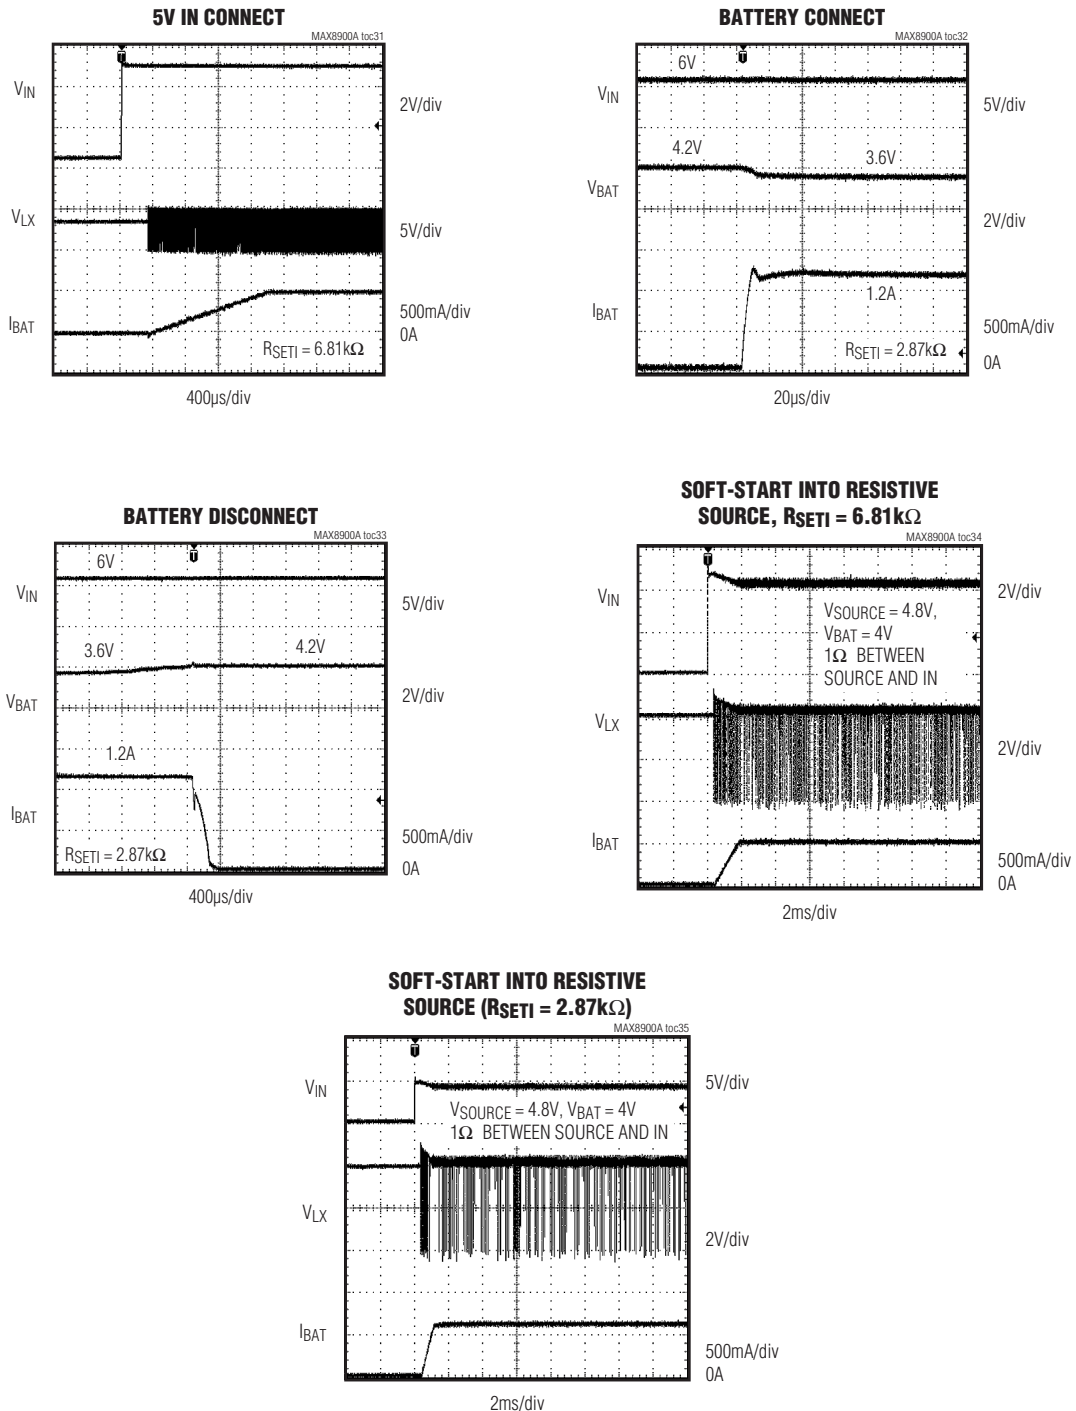 5V IN CONNECT
MAX8900A toc31
VIN
2V/div
VLX
5V/div
IBAT
500mA/div
0A
RSETI = 6.81kΩ
400µs/div
BATTERY CONNECT
MAX8900A toc32
6V
VIN
5V/div
4.2V
3.6V
VBAT
2V/div
IBAT
1.2A
500mA/div
RSETI = 2.87kΩ
0A
20µs/div
BATTERY DISCONNECT
MAX8900A toc33
6V
VIN
5V/div
3.6V
4.2V
VBAT
2V/div
1.2A
IBAT
500mA/div
RSETI = 2.87kΩ
0A
400µs/div
SOFT-START INTO RESISTIVE
SOURCE, RSETI = 6.81kΩ
MAX8900A toc34
VIN
2V/div
VSOURCE = 4.8V,
VBAT = 4V
1Ω BETWEEN
SOURCE AND IN
VLX
2V/div
IBAT
500mA/div
0A
2ms/div
SOFT-START INTO RESISTIVE
SOURCE (RSETI = 2.87kΩ)
MAX8900A toc35
VIN
5V/div
VSOURCE = 4.8V, VBAT = 4V
1Ω BETWEEN SOURCE AND IN
VLX
2V/div
IBAT
500mA/div
0A
2ms/div